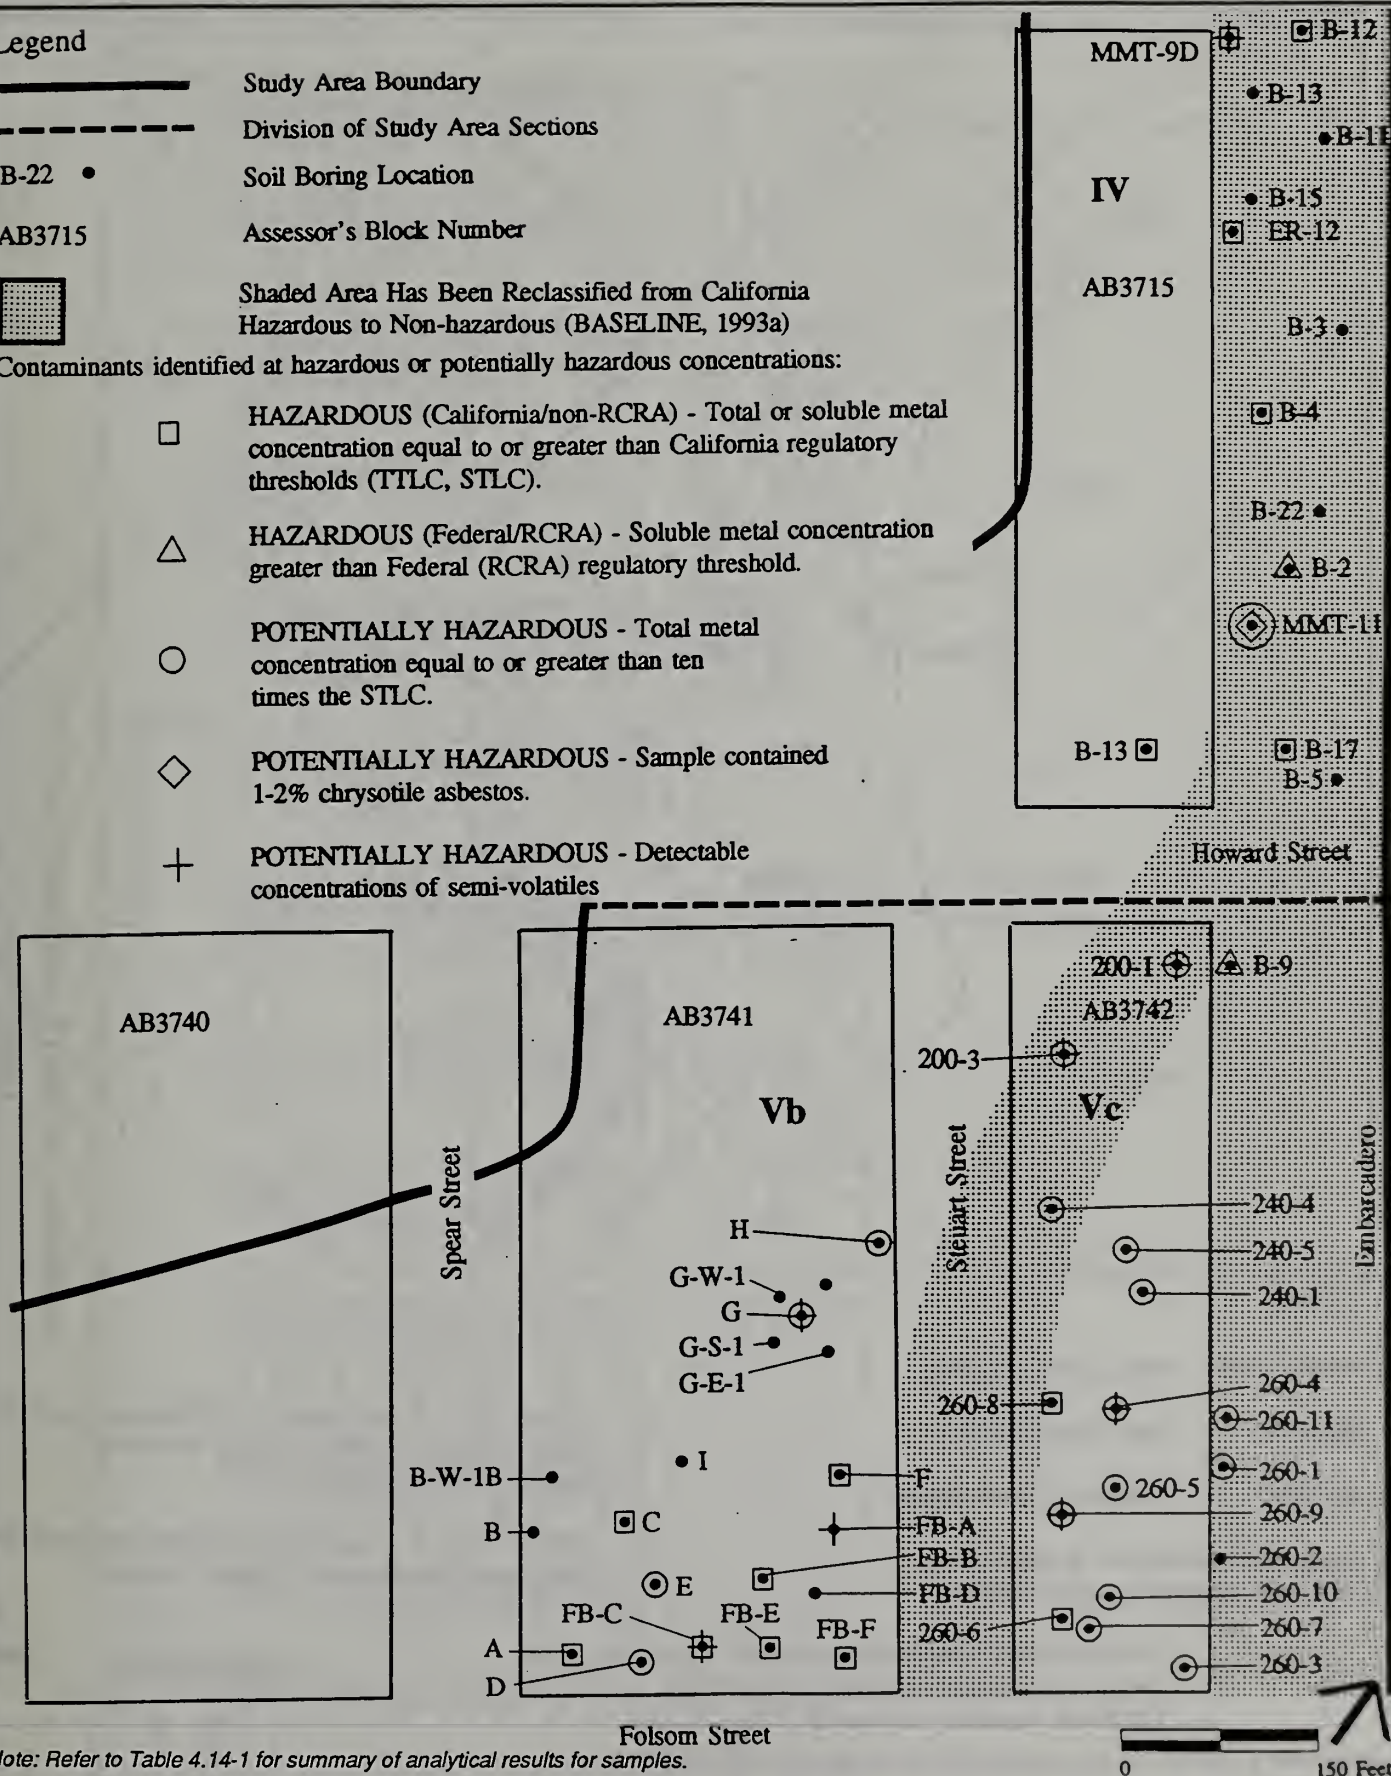 Legend
Study Area Boundary
Division of Study Area Sections
B-22
Soil Boring Location
AB3715
Assessor's Block Number
Shaded Area Has Been Reclassified from California
Hazardous to Non-hazardous (BASELINE, 1993a)
Contaminants identified at hazardous or potentially hazardous concentrations:
HAZARDOUS (California/non-RCRA) - Total or soluble metal
concentration equal to or greater than California regulatory
thresholds (TTLC, STLC).
HAZARDOUS (Federal/RCRA) - Soluble metal concentration
greater than Federal (RCRA) regulatory threshold.
POTENTIALLY HAZARDOUS - Total metal
concentration equal to or greater than ten
times the STLC.
POTENTIALLY HAZARDOUS - Sample contained
1-2% chrysotile asbestos.
POTENTIALLY HAZARDOUS - Detectable
concentrations of semi-volatiles
MMT-9D
B-12
B-13
B-11
IV
B-15
ER-12
AB3715
B-3
B-4
B-22
B-2
MMT-11
B-13
B-17
B-5
Howard Street
AB3740
AB3741
200-1
B-9
AB3742
200-3
Vb
Vc
Spear Street
Steuart Street
Embarcadero
H
G-W-1
G
G-S-1
G-E-1
240-4
240-5
240-1
260-4
260-8
260-11
I
B-W-1B
F
260-1
260-5
C
260-9
B
FB-A
FB-B
260-2
E
FB-D
260-10
FB-C
FB-E
FB-F
260-6
260-7
A
D
260-3
Folsom Street
Note: Refer to Table 4.14-1 for summary of analytical results for samples.
0
150 Feet